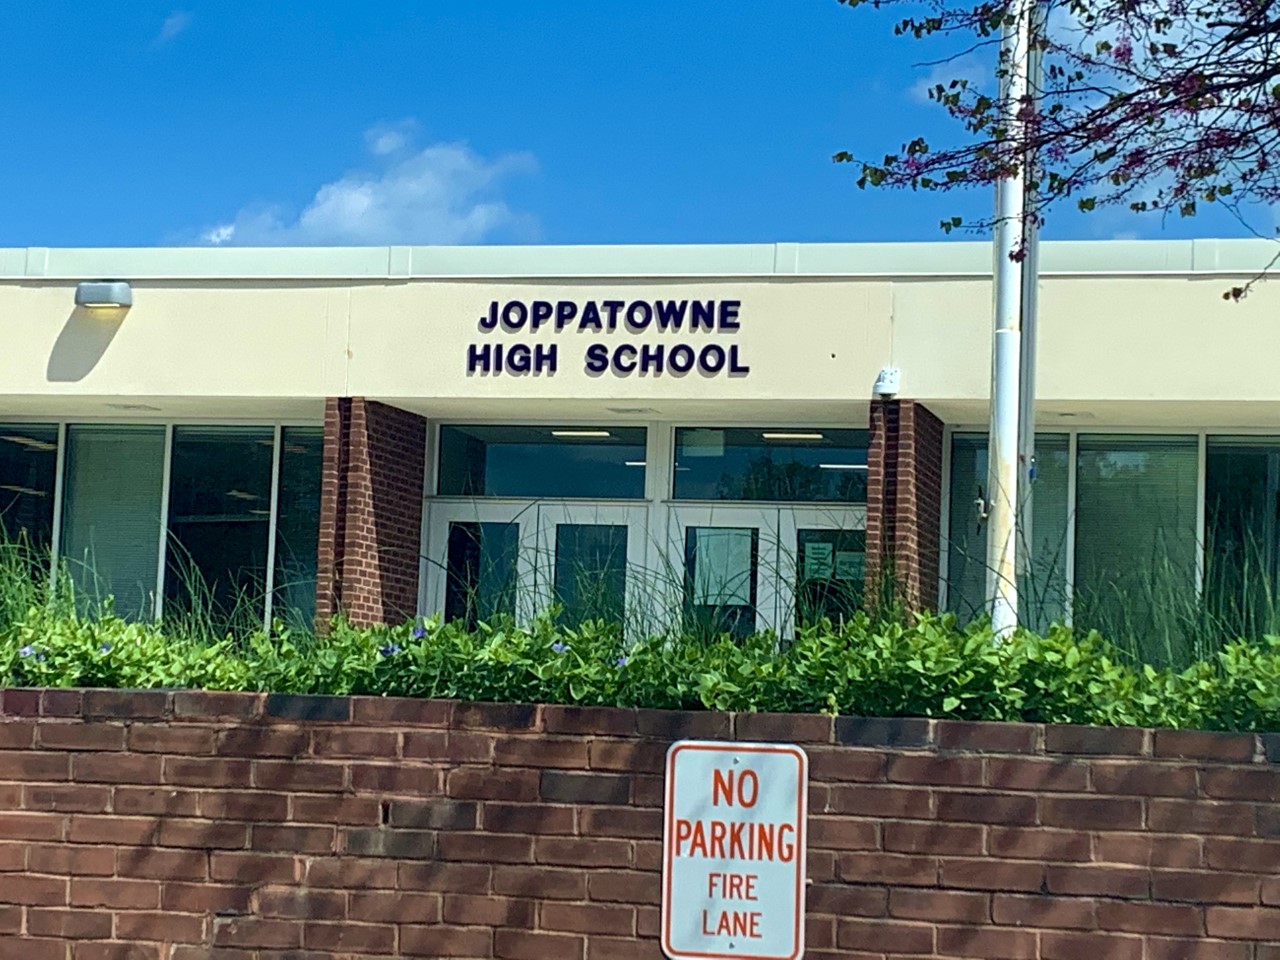 JOPPATOWNE
HIGH SCHOOL
NO
PARKING
FIRE
LANE